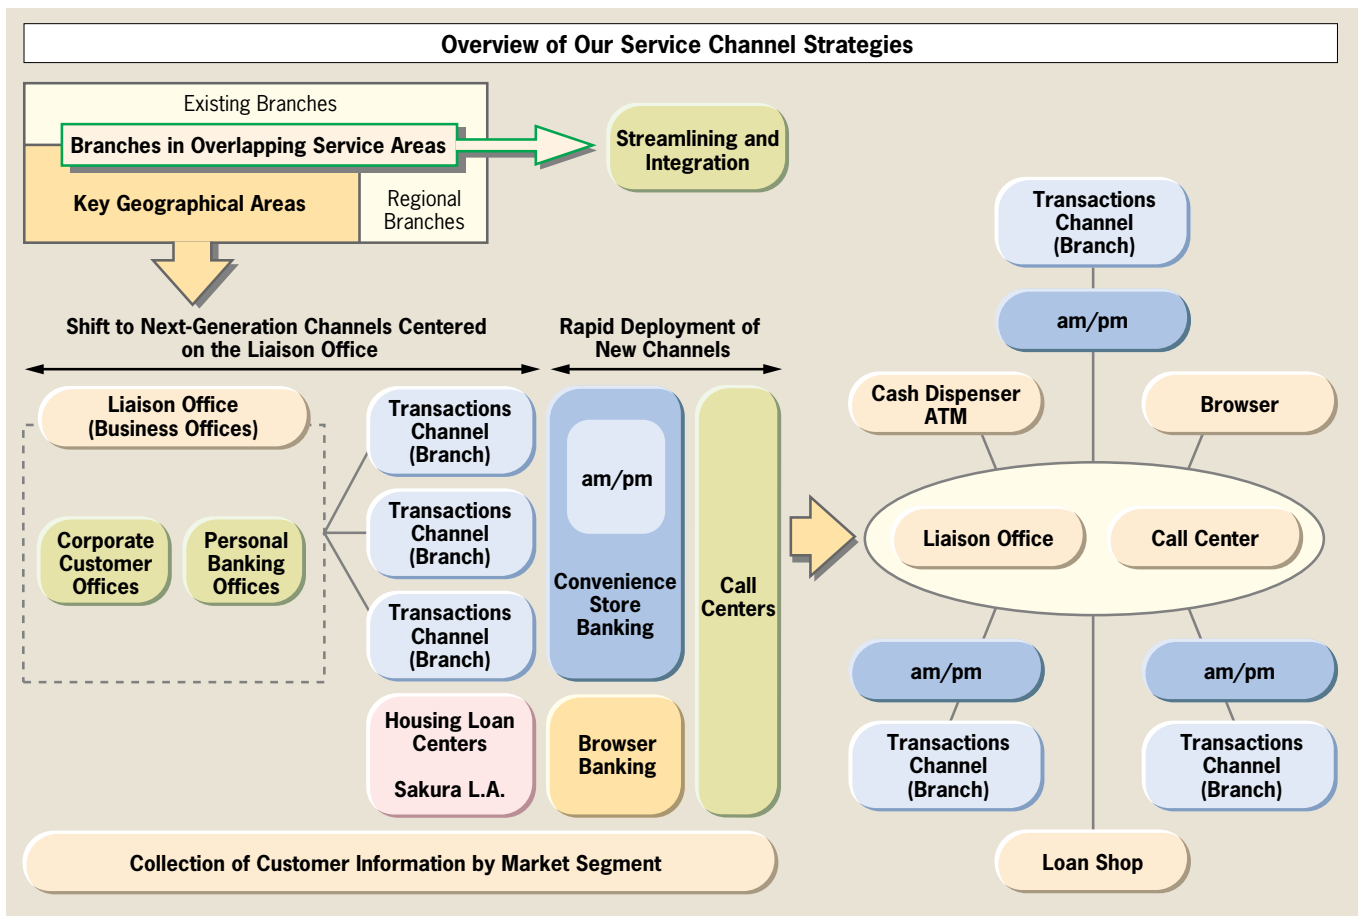 Overview of Our Service Channel Strategies
Existing Branches
Branches in Overlapping Service Areas
Key Geographical Areas
Regional
Branches
Streamlining and
Integration
Shift to Next-Generation Channels Centered
on the Liaison Office
Rapid Deployment of
New Channels
Liaison Office
(Business Offices)
Corporate
Customer
Offices
Personal
Banking
Offices
Transactions
Channel
(Branch)
Transactions
Channel
(Branch)
Transactions
Channel
(Branch)
Housing Loan
Centers
Sakura L.A.
am/pm
Convenience
Store
Banking
Browser
Banking
Call
Centers
Collection of Customer Information by Market Segment
Transactions
Channel
(Branch)
am/pm
Cash Dispenser
ATM
Browser
Liaison Office
Call Center
am/pm
am/pm
Transactions
Channel
(Branch)
Transactions
Channel
(Branch)
Loan Shop